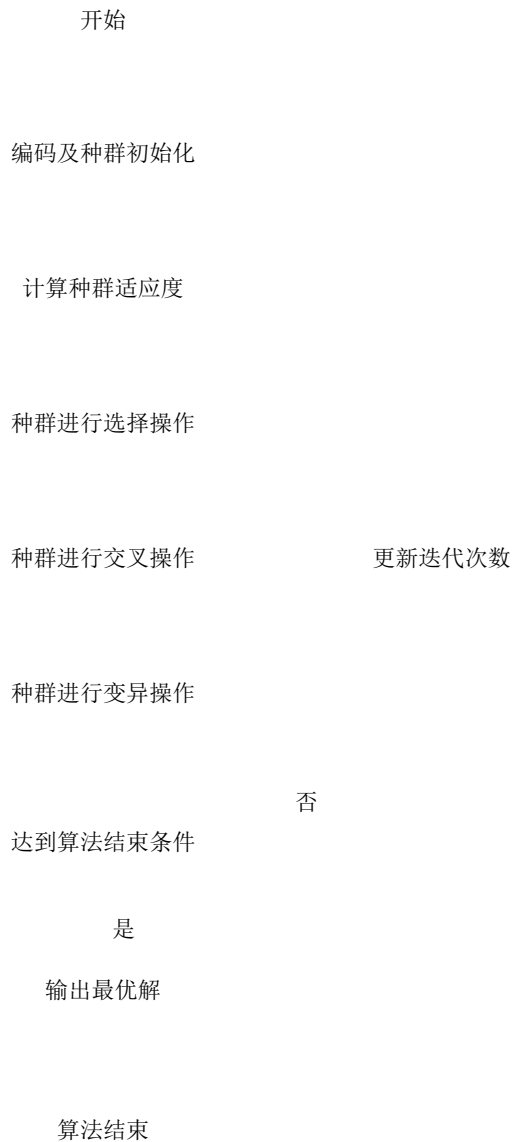 开始
编码及种群初始化
计算种群适应度
种群进行选择操作
种群进行交叉操作
更新迭代次数
种群进行变异操作
否
达到算法结束条件
是
输出最优解
算法结束